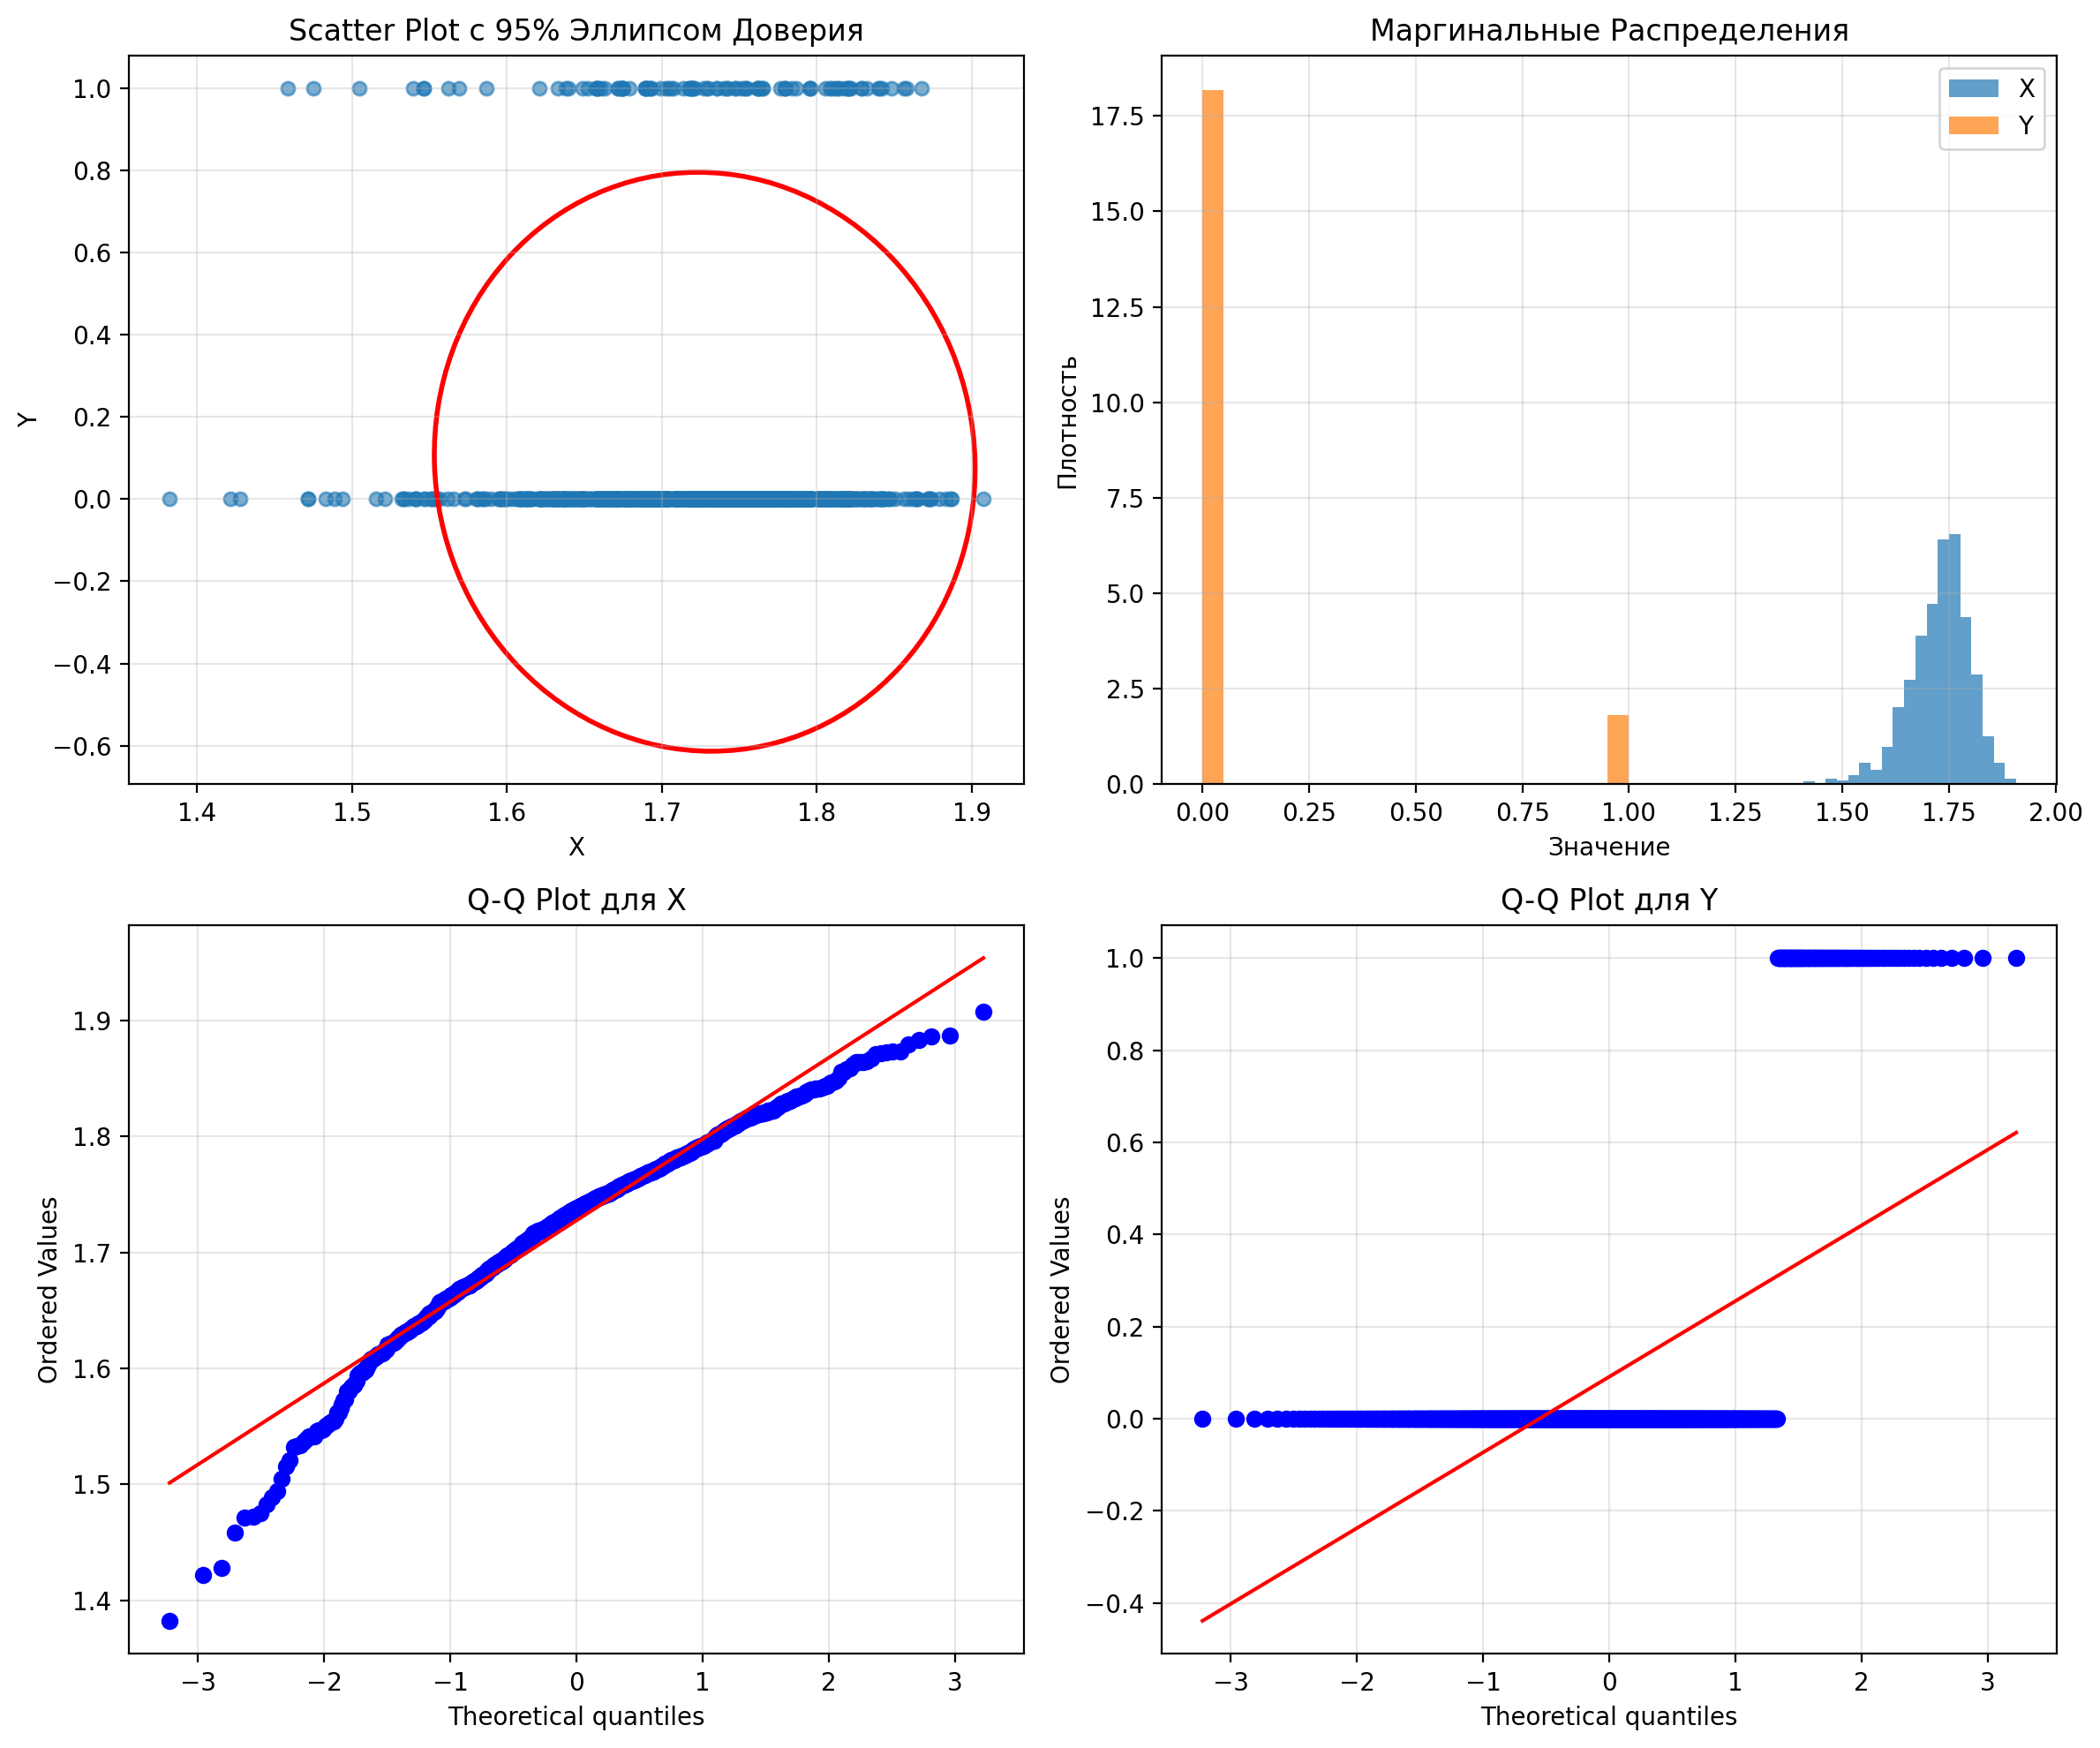 Scatter Plot с 95% Эллипсом Доверия
1.0
0.8
0.6
0.4
0.2
0.0
−0.2
−0.4
−0.6
Y
1.4 1.5 1.6 1.7 1.8 1.9
X
Маргинальные Распределения
X
Y
17.5
15.0
12.5
10.0
7.5
5.0
2.5
0.0
Плотность
0.00 0.25 0.50 0.75 1.00 1.25 1.50 1.75 2.00
Значение
Q-Q Plot для X
1.9
1.8
1.7
1.6
1.5
1.4
Ordered Values
−3 −2 −1 0 1 2 3
Theoretical quantiles
Q-Q Plot для Y
1.0
0.8
0.6
0.4
0.2
0.0
−0.2
−0.4
Ordered Values
−3 −2 −1 0 1 2 3
Theoretical quantiles